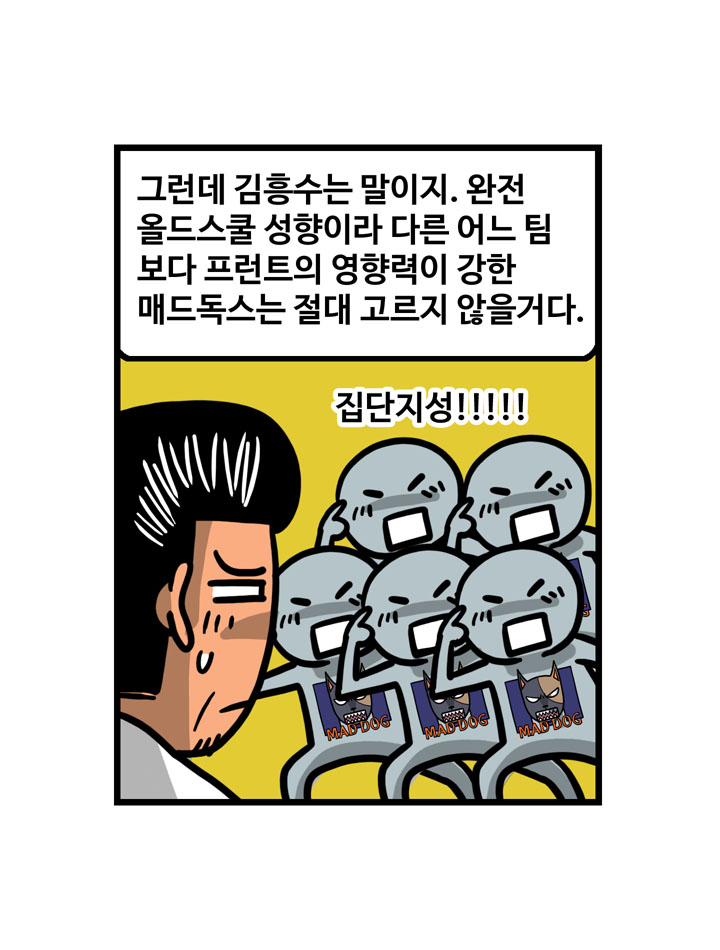 그런데 김흥수는 말이지. 완전
올드스쿨 성향이라 다른 어느 팀
보다 프런트의 영향력이 강한
매드독스는 절대 고르지 않을거다.
집단지성!!!!!
MAD DOG
MAD DOG
MAD DOG